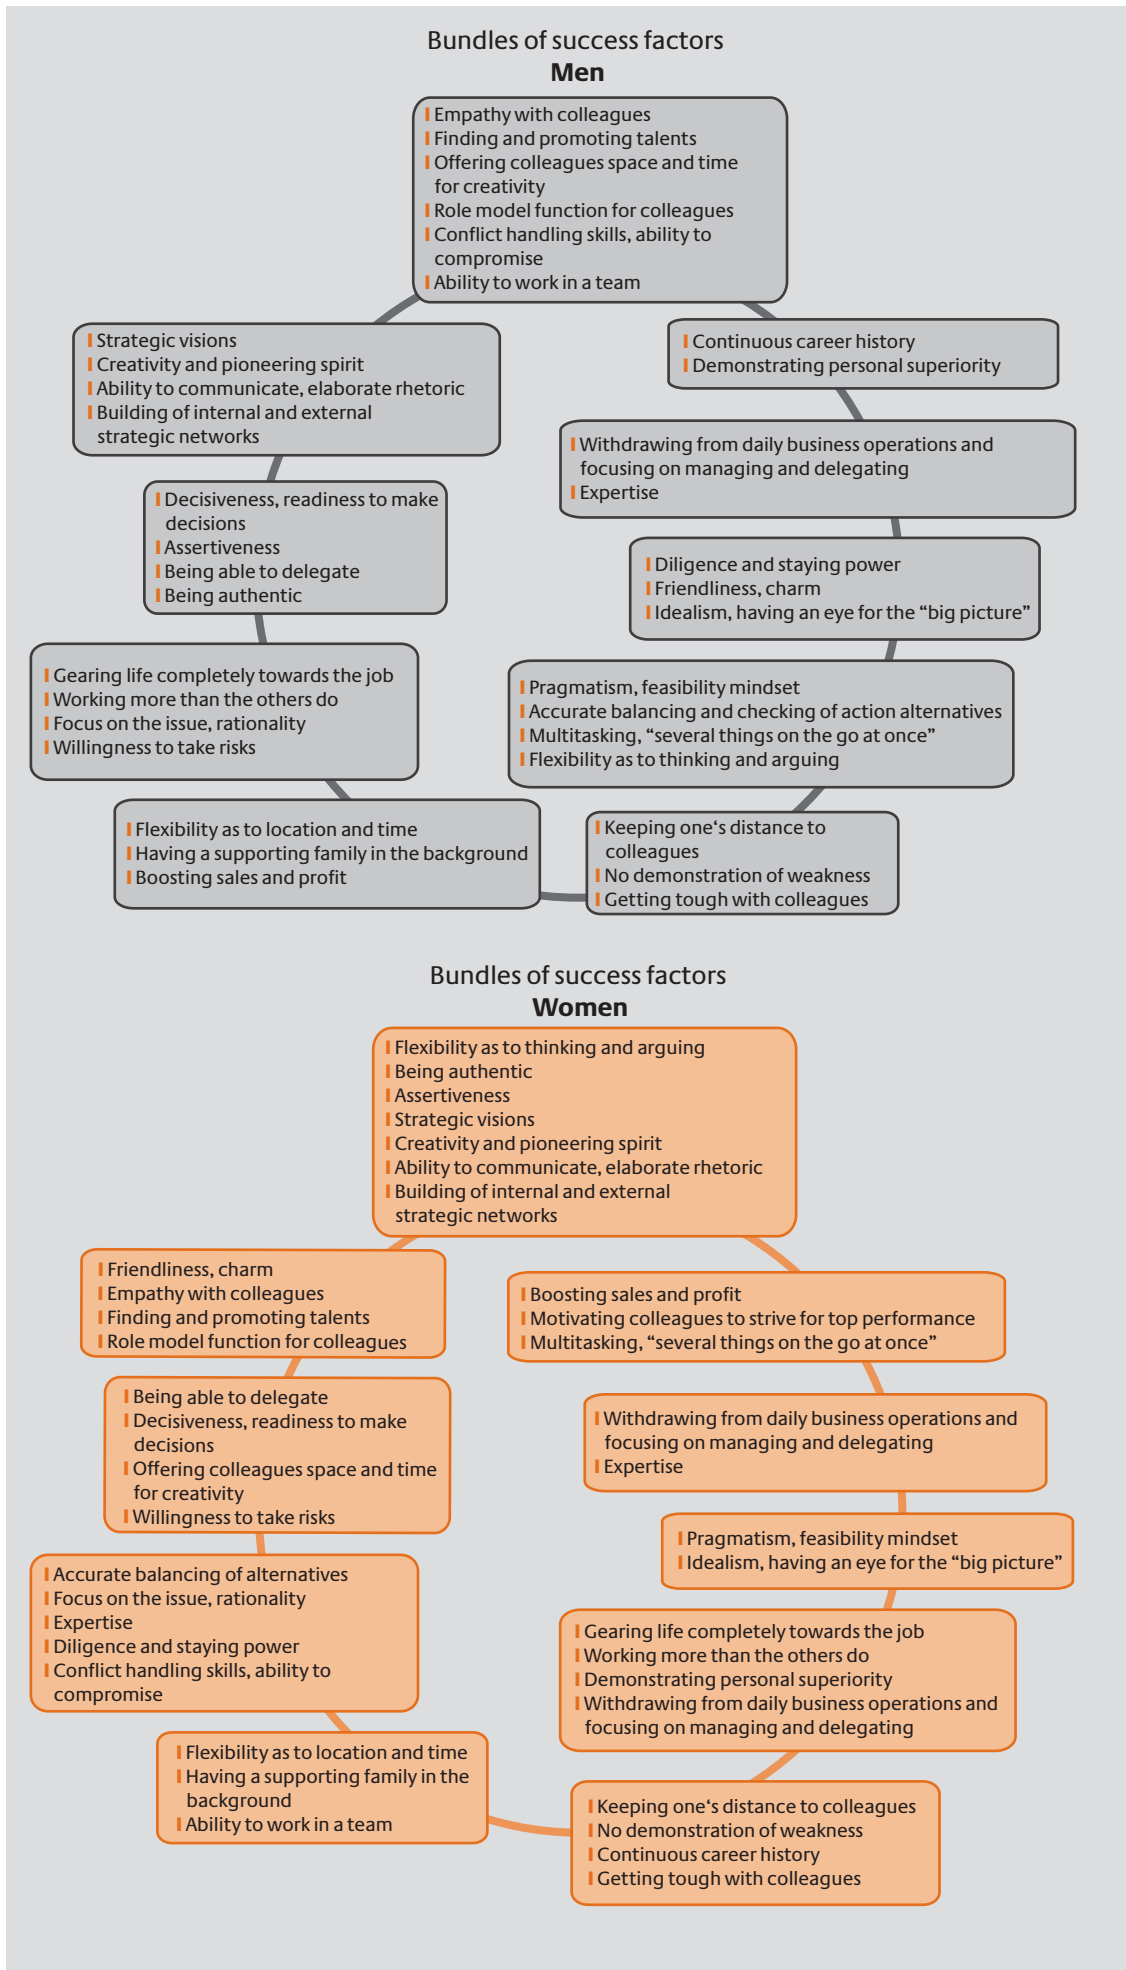 Bundles of success factors
Men
Empathy with colleagues
Finding and promoting talents
Offering colleagues space and time
for creativity
Role model function for colleagues
Conflict handling skills, ability to
compromise
Ability to work in a team
Strategic visions
Creativity and pioneering spirit
Ability to communicate, elaborate rhetoric
Building of internal and external
strategic networks
Continuous career history
Demonstrating personal superiority
Withdrawing from daily business operations and
focusing on managing and delegating
Expertise
Decisiveness, readiness to make
decisions
Assertiveness
Being able to delegate
Being authentic
Diligence and staying power
Friendliness, charm
Idealism, having an eye for the “big picture”
Gearing life completely towards the job
Working more than the others do
Focus on the issue, rationality
Willingness to take risks
Pragmatism, feasibility mindset
Accurate balancing and checking of action alternatives
Multitasking, “several things on the go at once”
Flexibility as to thinking and arguing
Flexibility as to location and time
Having a supporting family in the background
Boosting sales and profit
Keeping one‘s distance to
colleagues
No demonstration of weakness
Getting tough with colleagues
Bundles of success factors
Women
Flexibility as to thinking and arguing
Being authentic
Assertiveness
Strategic visions
Creativity and pioneering spirit
Ability to communicate, elaborate rhetoric
Building of internal and external
strategic networks
Friendliness, charm
Empathy with colleagues
Finding and promoting talents
Role model function for colleagues
Boosting sales and profit
Motivating colleagues to strive for top performance
Multitasking, “several things on the go at once”
Being able to delegate
Decisiveness, readiness to make
decisions
Offering colleagues space and time
for creativity
Willingness to take risks
Withdrawing from daily business operations and
focusing on managing and delegating
Expertise
Pragmatism, feasibility mindset
Idealism, having an eye for the “big picture”
Accurate balancing of alternatives
Focus on the issue, rationality
Expertise
Diligence and staying power
Conflict handling skills, ability to
compromise
Gearing life completely towards the job
Working more than the others do
Demonstrating personal superiority
Withdrawing from daily business operations and
focusing on managing and delegating
Flexibility as to location and time
Having a supporting family in the
background
Ability to work in a team
Keeping one‘s distance to colleagues
No demonstration of weakness
Continuous career history
Getting tough with colleagues